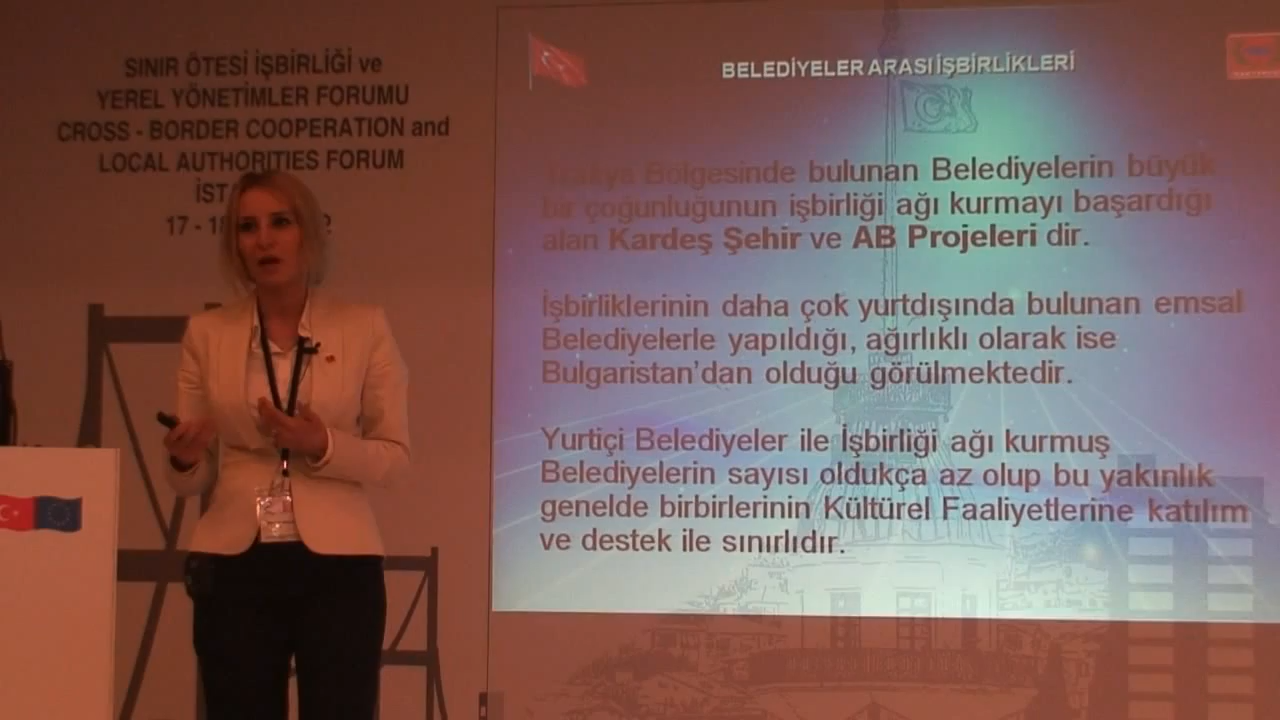 SINIR ÖTESİ İŞBİRLİĞİ ve
YEREL YÖNETİMLER FORUMU
CROSS - BORDER COOPERATION and
LOCAL AUTHORITIES FORUM
17 -
BELEDİYELER ARASI İŞBİRLİKLERİ
Bölgesinde bulunan Belediyelerin büyük
bir çoğunluğunun işbirliği ağı kurmayı başardığı
alan Kardeş Şehir ve AB Projeleri dir.
İşbirliklerinin daha çok yurtdışında bulunan emsal
Belediyelerle yapıldığı, ağırlıklı olarak ise
Bulgaristan'dan olduğu görülmektedir.
Yurtiçi Belediyeler ile İşbirliği ağı kurmuş
Belediyelerin sayısı oldukça az olup bu yakınlık
genelde birbirlerinin Kültürel Faaliyetlerine katılım
ve destek ile sınırlıdır.